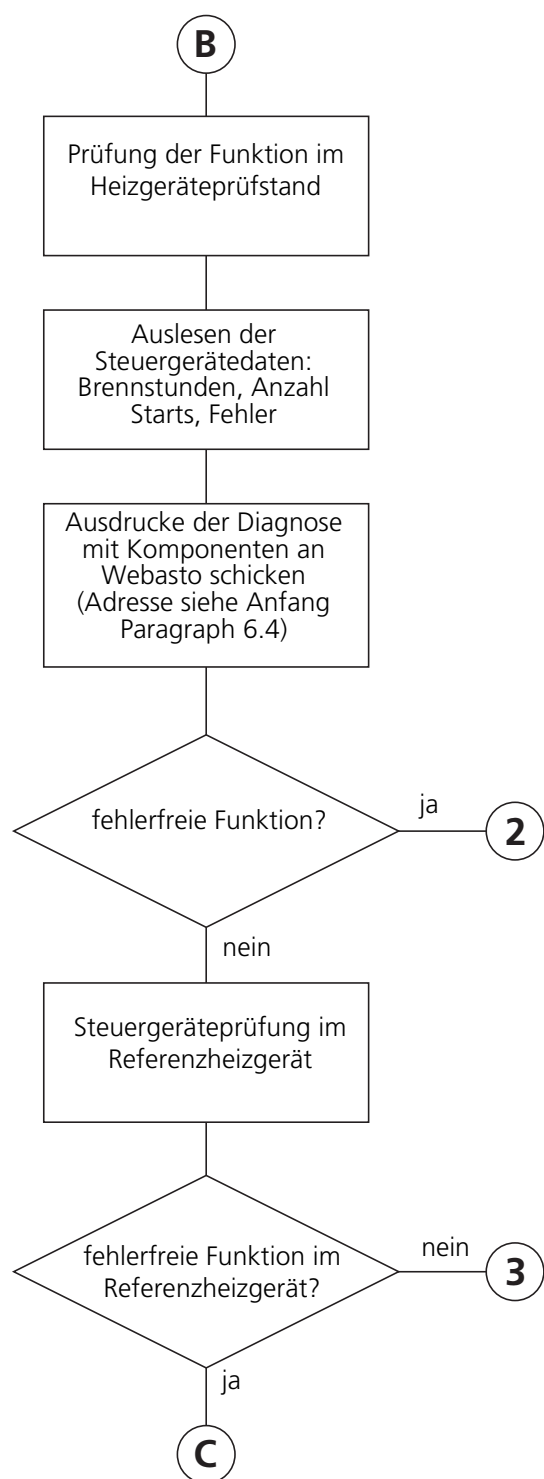 B
Prüfung der Funktion im
Heizgeräteprüfstand
Auslesen der
Steuergerätedaten:
Brennstunden, Anzahl
Starts, Fehler
Ausdrucke der Diagnose
mit Komponenten an
Webasto schicken
(Adresse siehe Anfang
Paragraph 6.4)
fehlerfreie Funktion?
ja
2
nein
Steuergeräteprüfung im
Referenzheizgerät
fehlerfreie Funktion im
Referenzheizgerät?
nein
3
ja
C